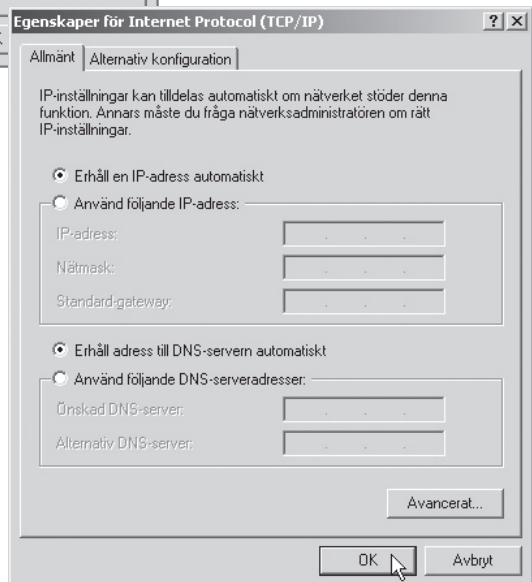 Egenskaper för Internet Protocol (TCP/IP)
Allmänt
Alternativ konfiguration
IP-inställningar kan tilldelas automatiskt om nätverket stöder denna
funktion. Annars måste du fråga nätverksadministratören om rätt
IP-inställningar.
Erhåll en IP-adress automatiskt
Använd följande IP-adress:
IP-adress:
Nätmask:
Standard-gateway:
Erhåll adress till DNS-servern automatiskt
Använd följande DNS-serveradresser:
Önskad DNS-server:
Alternativ DNS-server:
Avancerat...
OK
Avbryt